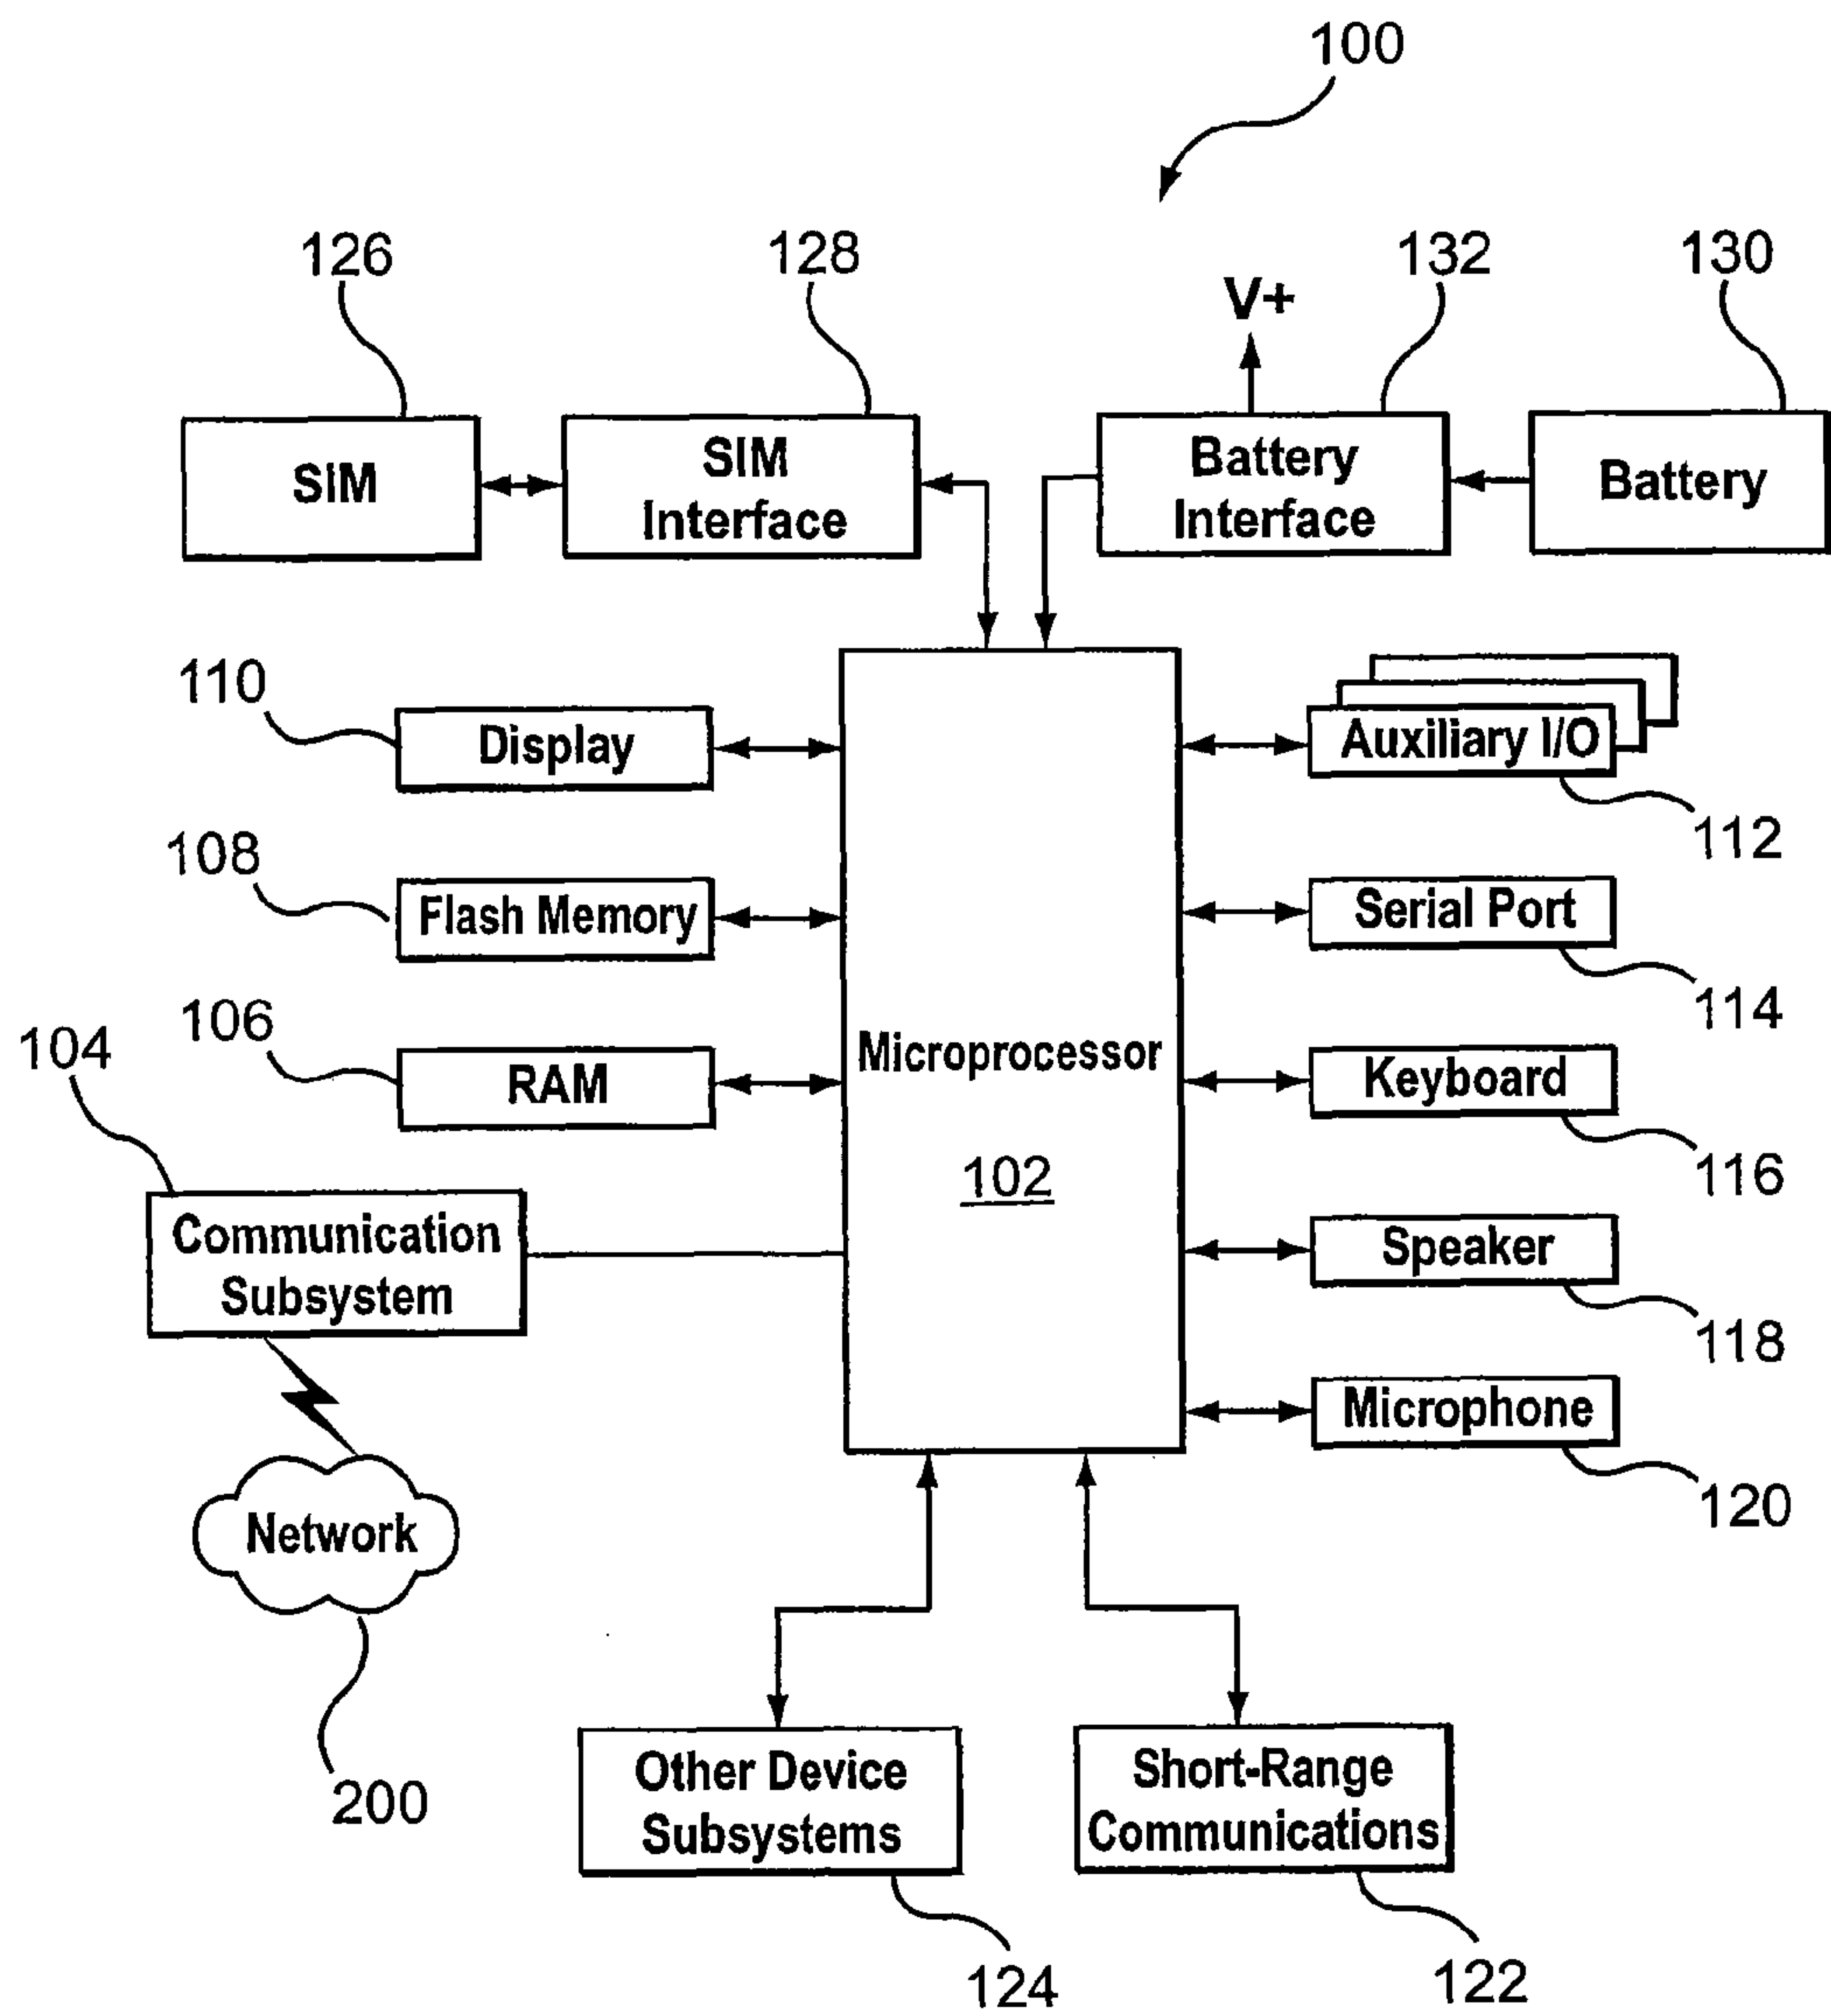 100
126
128
132
130
V+
SIM
SIM
Interface
Battery
Interface
Battery
110
Display
Auxiliary I/O
112
108
Flash Memory
Serial Port
114
106
104
RAM
Microprocessor
Keyboard
116
102
Communication
Subsystem
Speaker
118
Microphone
120
Network
200
Other Device
Subsystems
Short-Range
Communications
124
122